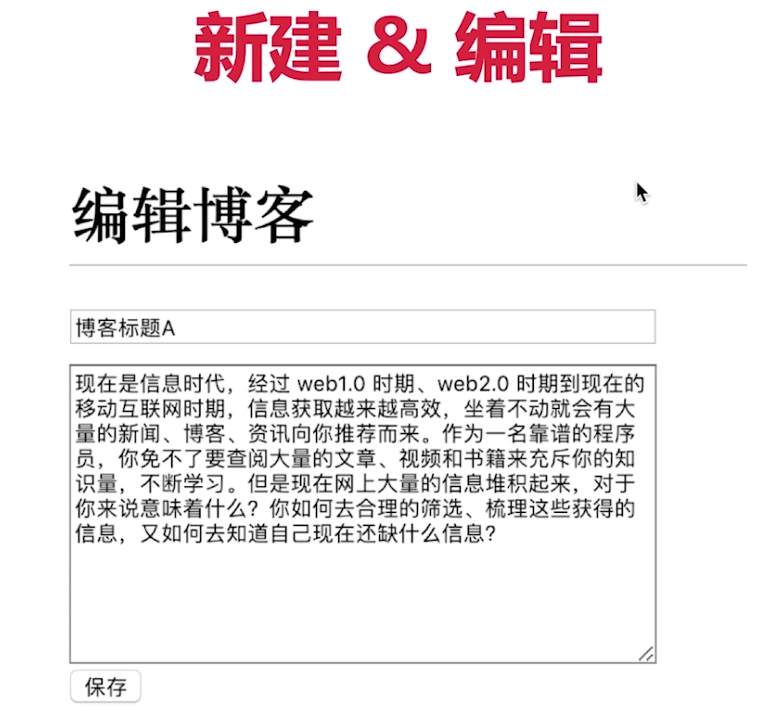 新建 & 编辑
编辑博客
博客标题A
现在是信息时代，经过 web1.0 时期、web2.0 时期到现在的
移动互联网时期，信息获取越来越高效，坐着不动就会有大
量的新闻、博客、资讯向你推荐而来。作为一名靠谱的程序
员，你免不了要查阅大量的文章、视频和书籍来充斥你的知
识量，不断学习。但是现在网上大量的信息堆积起来，对于
你来说意味着什么？你如何去合理的筛选、梳理这些获得的
信息，又如何去知道自己现在还缺什么信息？
保存